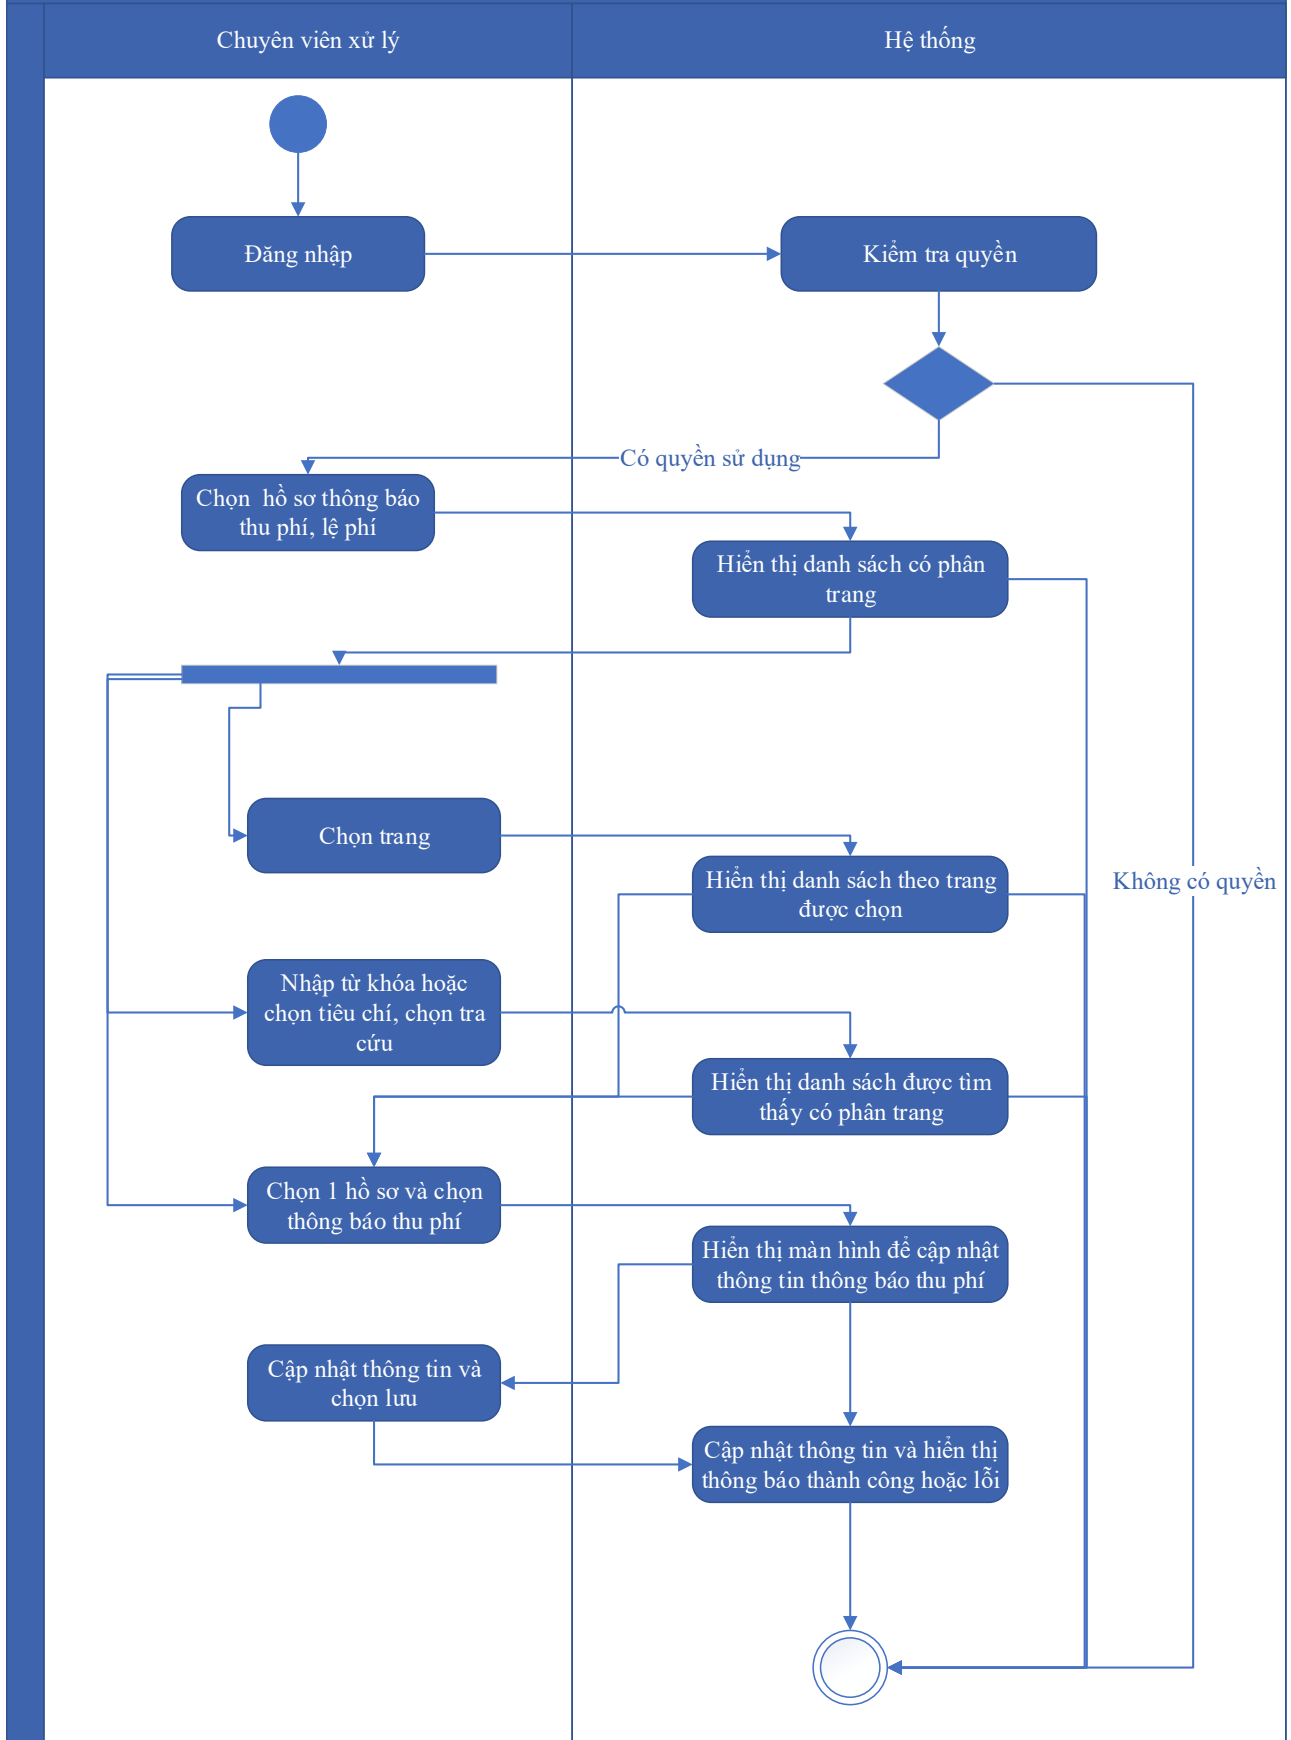 Chuyên viên xử lý
Hệ thống
Đăng nhập
Kiểm tra quyền
Có quyền sử dụng
Chọn hồ sơ thông báo
thu phí, lệ phí
Hiển thị danh sách có phân
trang
Chọn trang
Hiển thị danh sách theo trang
được chọn
Không có quyền
Nhập từ khóa hoặc
chọn tiêu chí, chọn tra
cứu
Hiển thị danh sách được tìm
thấy có phân trang
Chọn 1 hồ sơ và chọn
thông báo thu phí
Hiển thị màn hình để cập nhật
thông tin thông báo thu phí
Cập nhật thông tin và
chọn lưu
Cập nhật thông tin và hiển thị
thông báo thành công hoặc lỗi